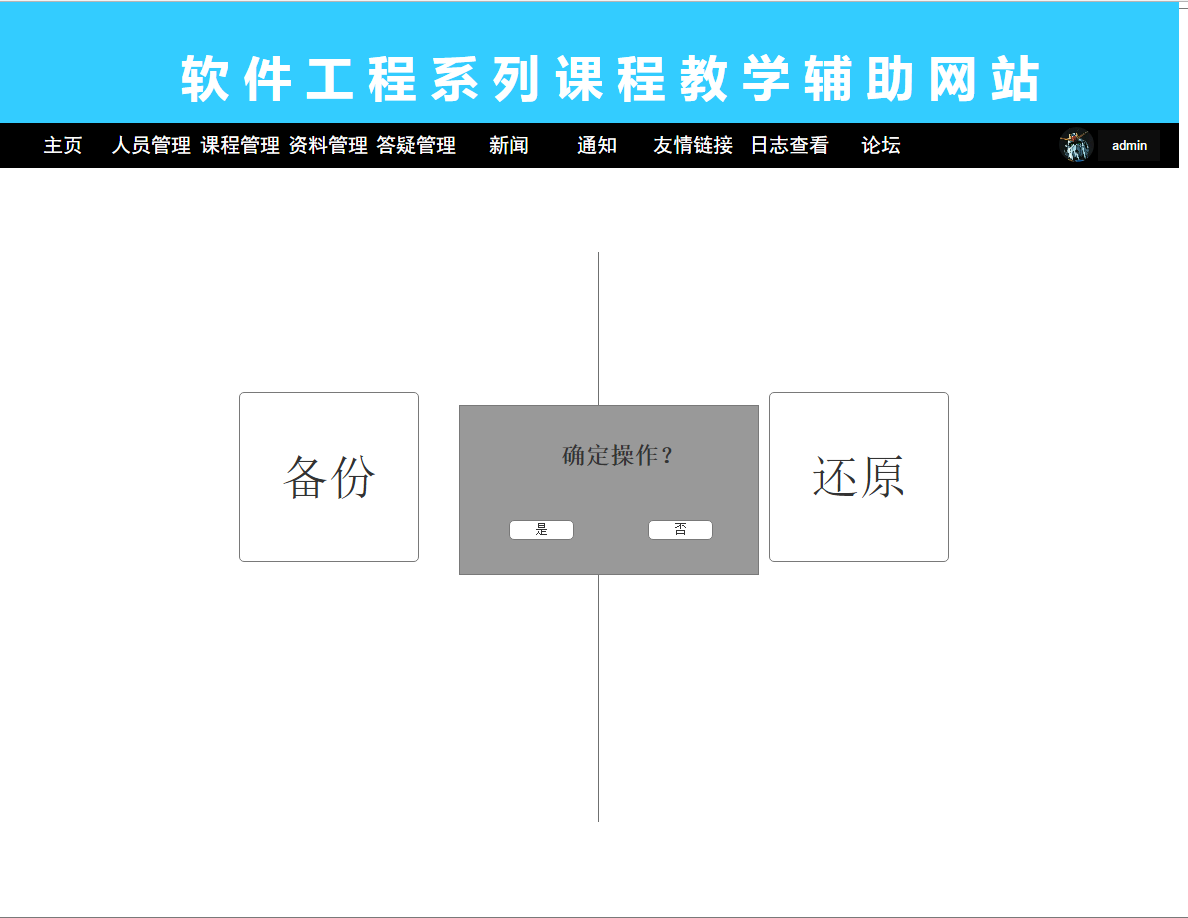 软件工程系列课程教学辅助网站
主页 人员管理 课程管理 资料管理 答疑管理 新闻 通知 友情链接 日志查看 论坛 admin
备份
确定操作？
是 否
还原